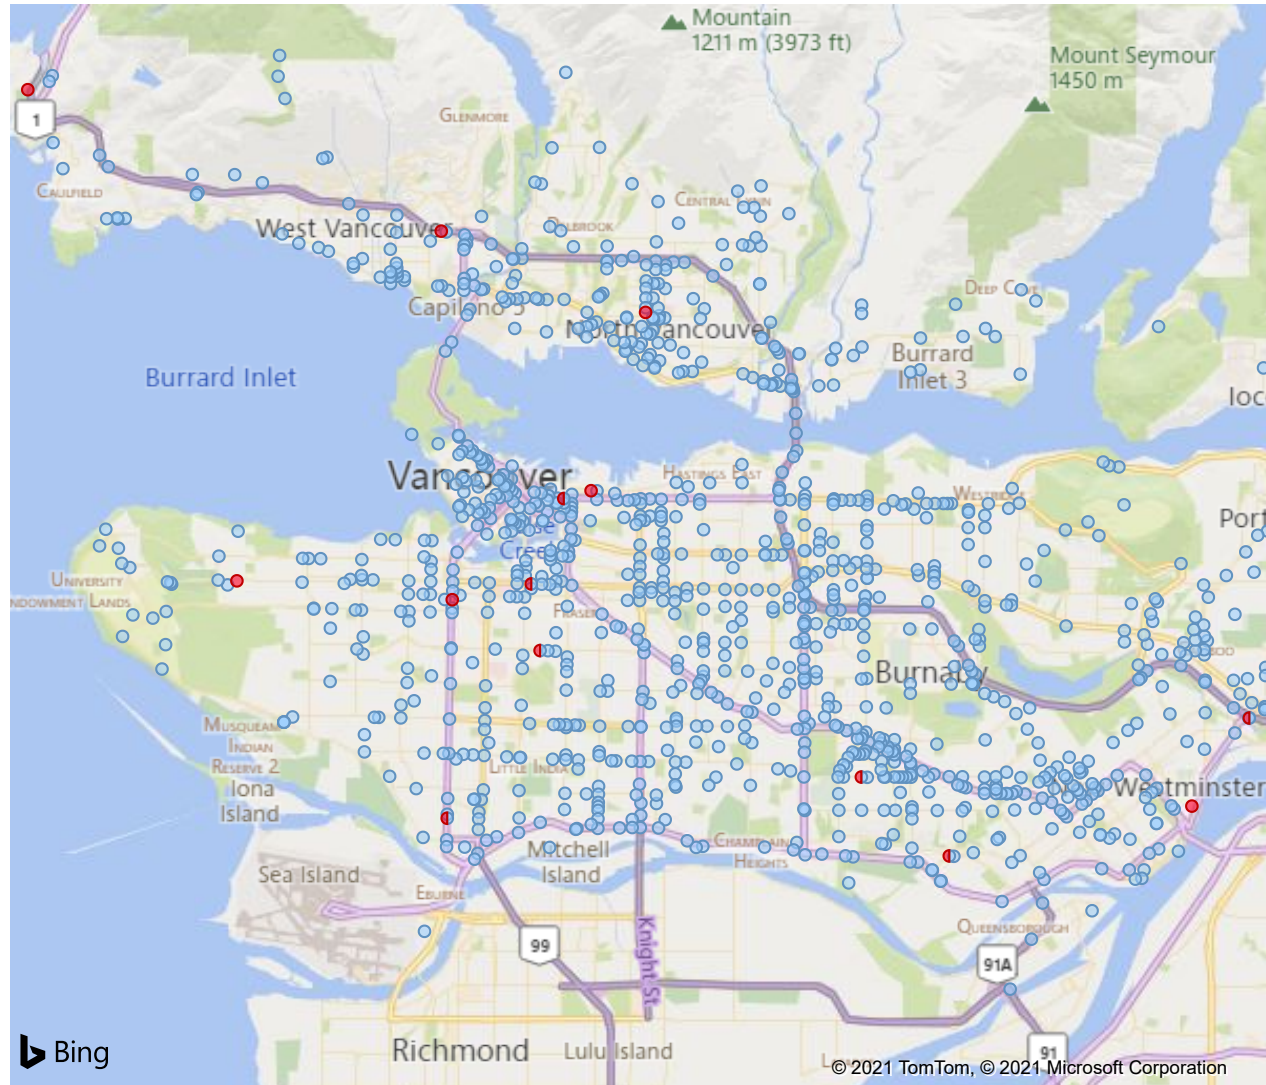 Mountain
1211 m (3973 ft)
Mount Seymour
1450 m
1
GLENMORE
CAULFIELD
CENTRAL
West Vancouver
DEEP
Capilano 5
North Vancouver
Burrard
Inlet 3
Burrard Inlet
Ioc
HASTINGS EAST
Vancouver
WESTRIDGE
Port
Creek
UNIVERSITY
NDOWMENT LANDS
FRASER
Burnaby
MUSQUEAM
INDIAN
RESERVE 2
Iona
Island
LITTLE INDIA
Westminster
CHAMPLAIN
HEIGHTS
Mitchell
Island
Sea Island
EBURNE
QUEENSBOROUGH
99
Knight St
91A
Richmond
Lulu Island
91
Bing
© 2021 TomTom, © 2021 Microsoft Corporation